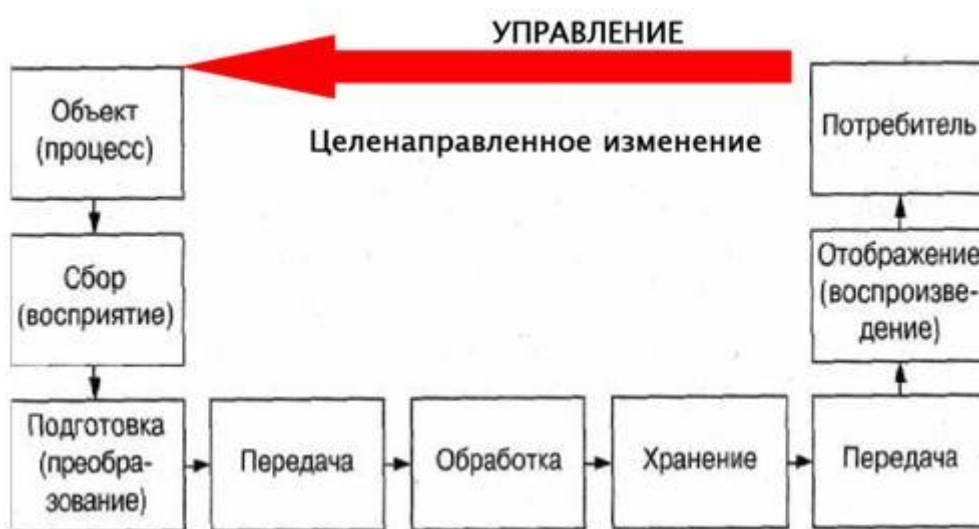 УПРАВЛЕНИЕ
Объект
(процесс)
Целенаправленное изменение
Потребитель
Сбор
(восприятие)
Отображение
(воспроизве-
дение)
Подготовка
(преобра-
зование)
Передача
Обработка
Хранение
Передача